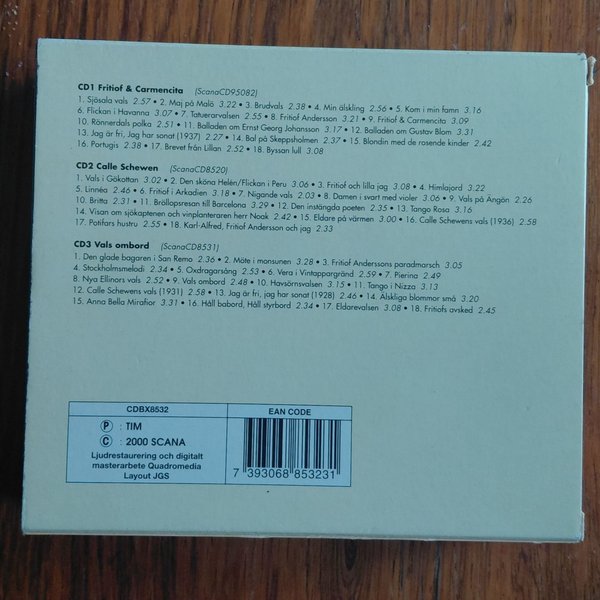 CD1 Fritiof & Carmencita (ScanaCD95082)
1. Sjösala vals 2.57 • 2. Maj på Malö 3.22 • 3. Brudvals 2.38 • 4. Min älskling 2.56 • 5. Kom i min famn 3.16
6. Flickan i Havanna 3.07 • 7. Tatuerarvalsen 2.55 • 8. Fritiof Andersson 3.21 • 9. Fritiof & Carmencita 3.09
10. Rönnerdals polka 2.51 • 11. Balladen om Ernst Georg Johansson 3.17 • 12. Balladen om Gustav Blom 3.31
13. Jag är fri, Jag har sonat (1937) 2.27 • 14. Bal på Skeppsholmen 2.37 • 15. Blondin med de rosende kinder 2.42
16. Portugis 2.38 • 17. Brevet från Lillan 2.52 • 18. Byssan lull 3.08
CD2 Calle Schewen (ScanaCD8520)
1. Vals i Gökottan 3.02 • 2. Den sköna Helén/Flickan i Peru 3.06 • 3. Fritiof och lilla jag 3.08 • 4. Himlajord 3.22
5. Linnéa 2.46 • 6. Fritiof i Arkadien 3.18 • 7. Nigande vals 2.03 • 8. Damen i svart med violer 3.06 • 9. Vals på Ängön 2.26
10. Britta 2.31 • 11. Bröllopsresan till Barcelona 3.29 • 12. Den instängda poeten 2.35 • 13. Tango Rosa 3.16
14. Visan om sjökaptenen och vinplanteraren herr Noak 2.42 • 15. Eldare på värmen 3.00 • 16. Calle Schewens vals (1936) 2.58
17. Potifars hustru 2.55 • 18. Karl-Alfred, Fritiof Andersson och jag 2.33
CD3 Vals ombord (ScanaCD8531)
1. Den glade bagaren i San Remo 2.36 • 2. Möte i monsunen 3.28 • 3. Fritiof Anderssons paradmarsch 3.05
4. Stockholmsmelodi 2.34 • 5. Oxdragarsång 2.53 • 6. Vera i Vintappargränd 2.59 • 7. Pierina 2.49
8. Nya Ellinors vals 2.52 • 9. Vals ombord 2.48 • 10. Havsörnsvalsen 3.15 • 11. Tango i Nizza 3.13
12. Calle Schewens vals (1931) 2.58 • 13. Jag är fri, jag har sonat (1928) 2.46 • 14. Älskliga blommor små 3.20
15. Anna Bella Mirafior 3.31 • 16. Håll babord, Håll styrbord 2.34 • 17. Eldarevalsen 3.08 • 18. Fritiofs avsked 2.45
CDBX8532
EAN CODE
Ⓟ : TIM
© : 2000 SCANA
Ljudrestaurering och digitalt
masterarbete Quadromedia
Layout JGS
7 393068 853231